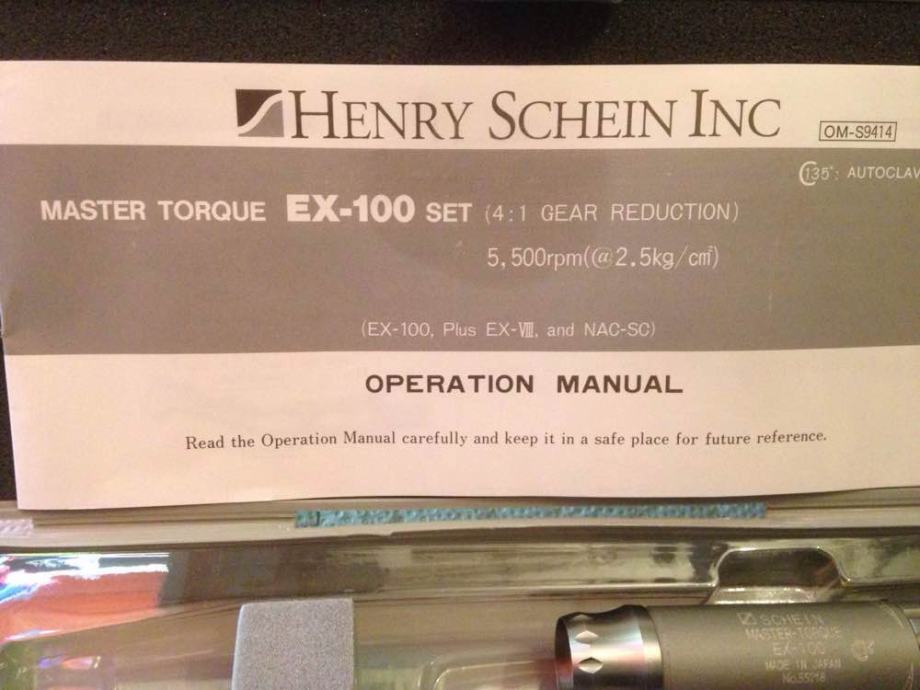 HENRY SCHEIN INC
OM-S9414
135°: AUTOCLAV
MASTER TORQUE EX-100 SET (4:1 GEAR REDUCTION)
5,500rpm(@2.5kg/cm²)
(EX-100, Plus EX-Ⅷ, and NAC-SC)
OPERATION MANUAL
Read the Operation Manual carefully and keep it in a safe place for future reference.
SCHEIN
MASTER-TORQUE
EX-100
MADE IN JAPAN